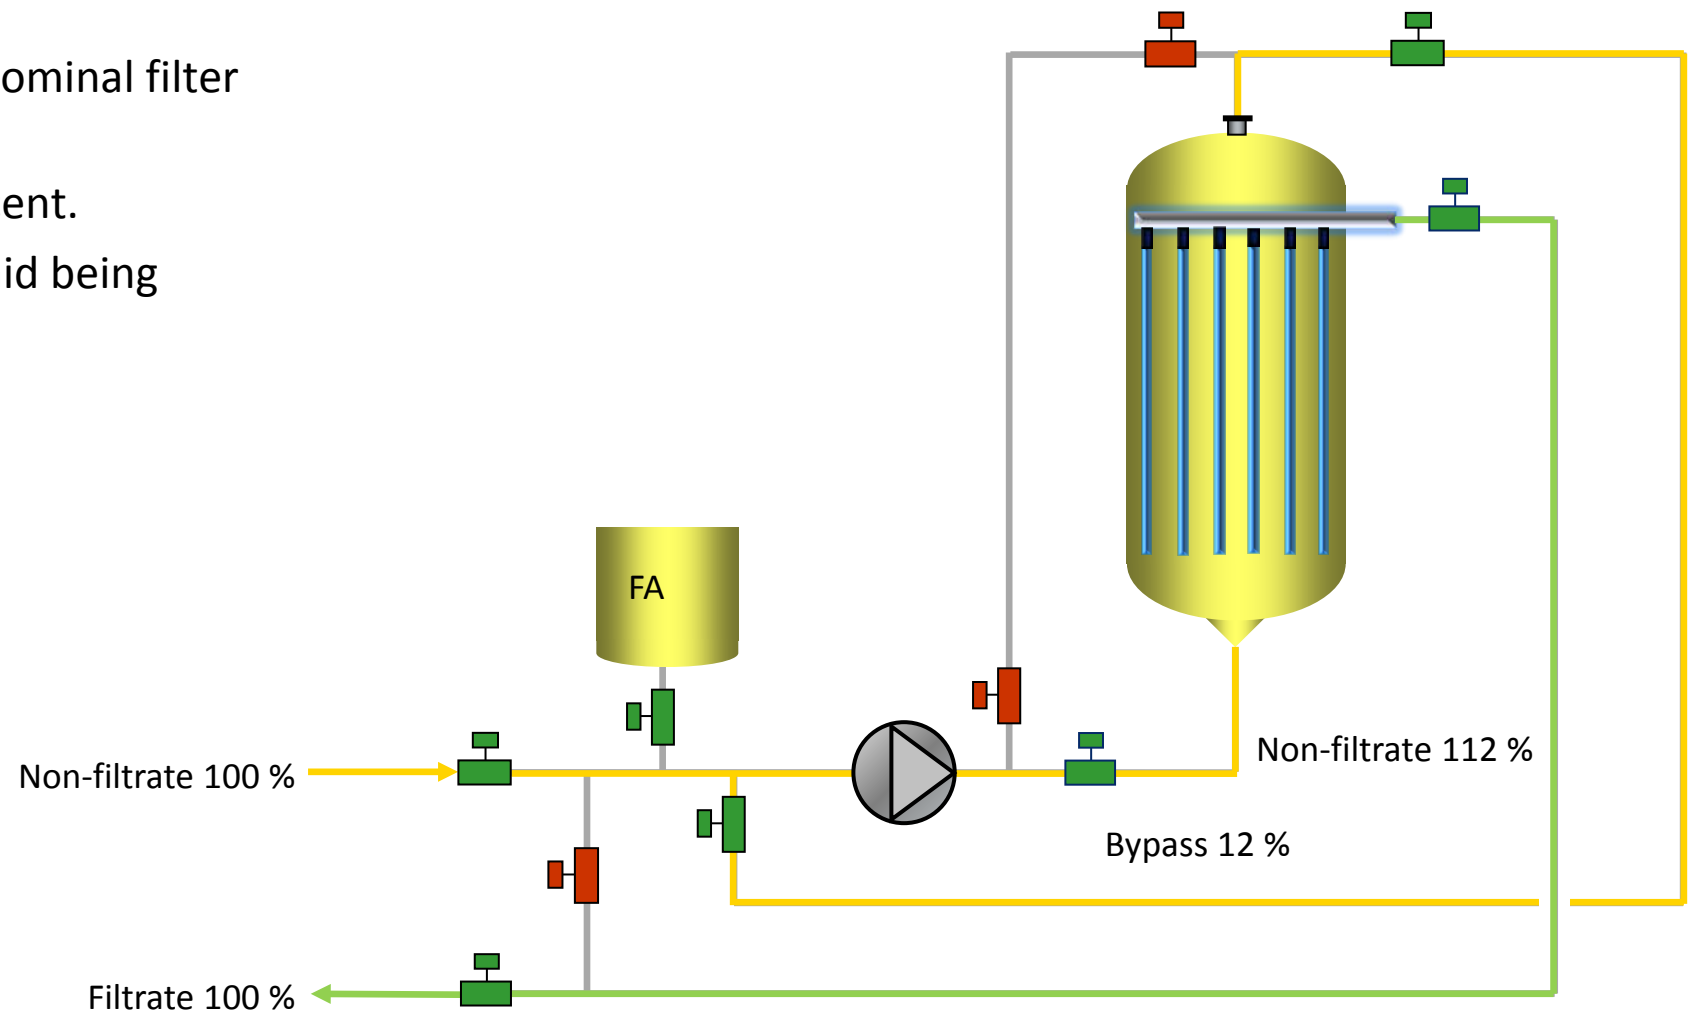 ominal filter
ent.
id being
FA
Non-filtrate 112 %
Non-filtrate 100 %
Bypass 12 %
Filtrate 100 %